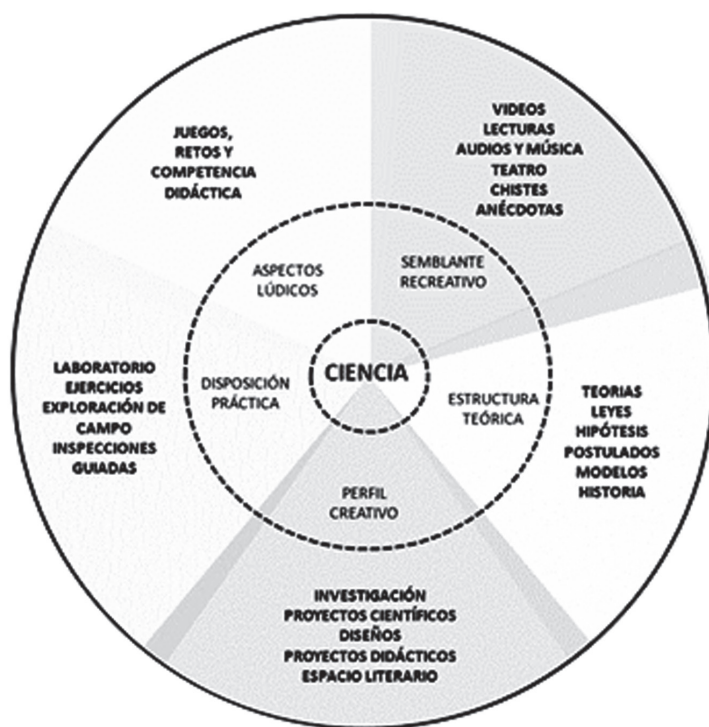 JUEGOS,
RETOS Y
COMPETENCIA
DIDÁCTICA
VIDEOS
LECTURAS
AUDIOS Y MÚSICA
TEATRO
CHISTES
ANÉCDOTAS
ASPECTOS
LÚDICOS
SEMBLANTE
RECREATIVO
CIENCIA
LABORATORIO
EJERCICIOS
EXPLORACIÓN DE
CAMPO
INSPECCIONES
GUIADAS
DISPOSICIÓN
PRÁCTICA
ESTRUCTURA
TEÓRICA
TEORIAS
LEYES
HIPÓTESIS
POSTULADOS
MODELOS
HISTORIA
PERFIL
CREATIVO
INVESTIGACIÓN
PROYECTOS CIENTÍFICOS
DISEÑOS
PROYECTOS DIDÁCTICOS
ESPACIO LITERARIO